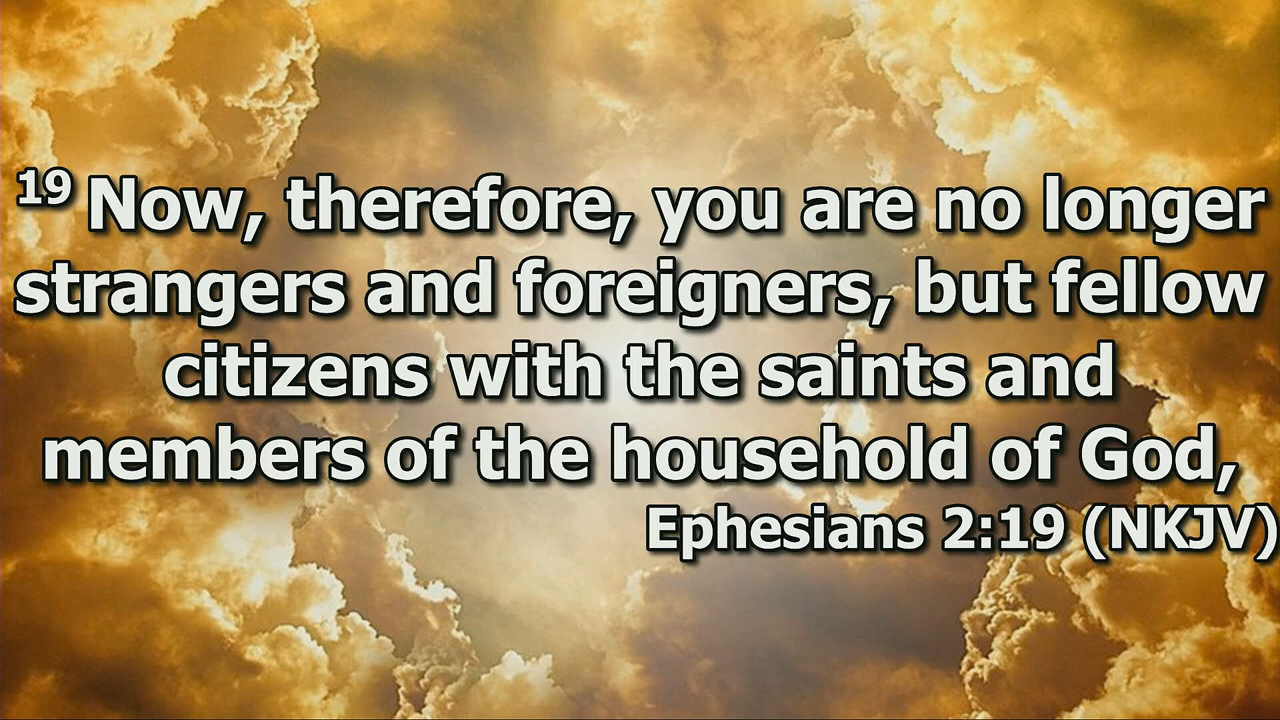 19 Now, therefore, you are no longer
strangers and foreigners, but fellow
citizens with the saints and
members of the household of God,
Ephesians 2:19 (NKJV)